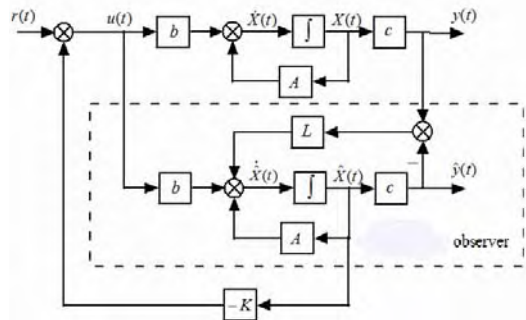 r(t) u(t) b Ẋ(t) ∫ X(t) c y(t)
A
L
−
b X̂̇(t) ∫ X̂(t) c ŷ(t)
A
observer
−K